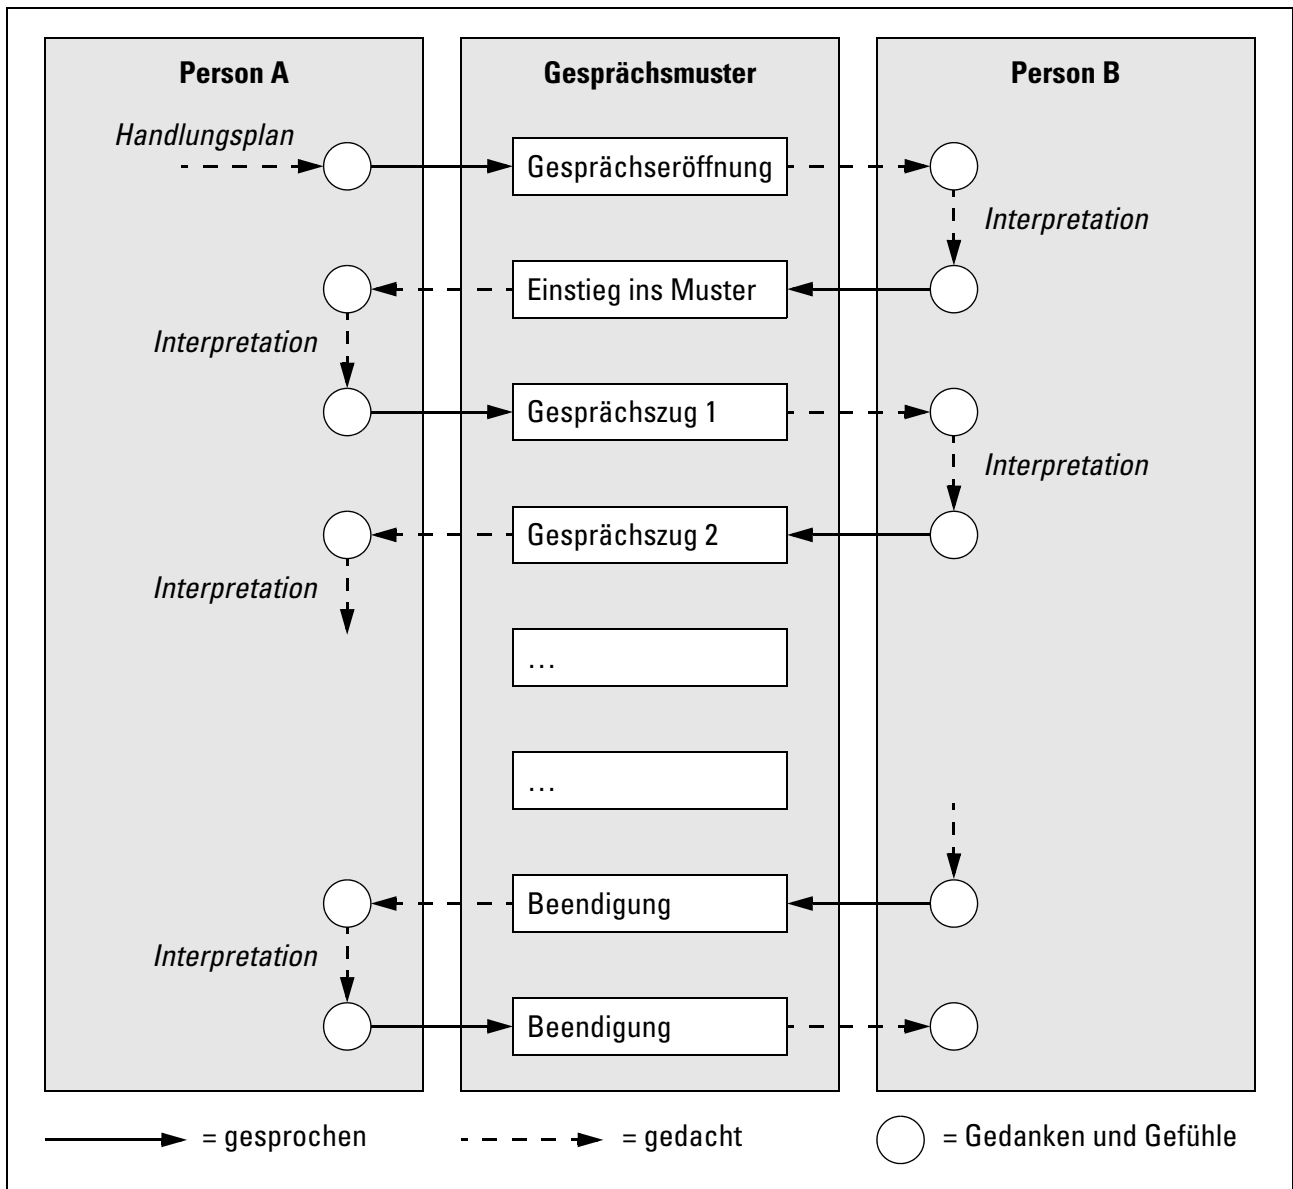 Person A
Gesprächsmuster
Person B
Handlungsplan
Gesprächseröffnung
Interpretation
Einstieg ins Muster
Interpretation
Gesprächszug 1
Interpretation
Gesprächszug 2
Interpretation
…
…
Beendigung
Interpretation
Beendigung
= gesprochen
= gedacht
= Gedanken und Gefühle